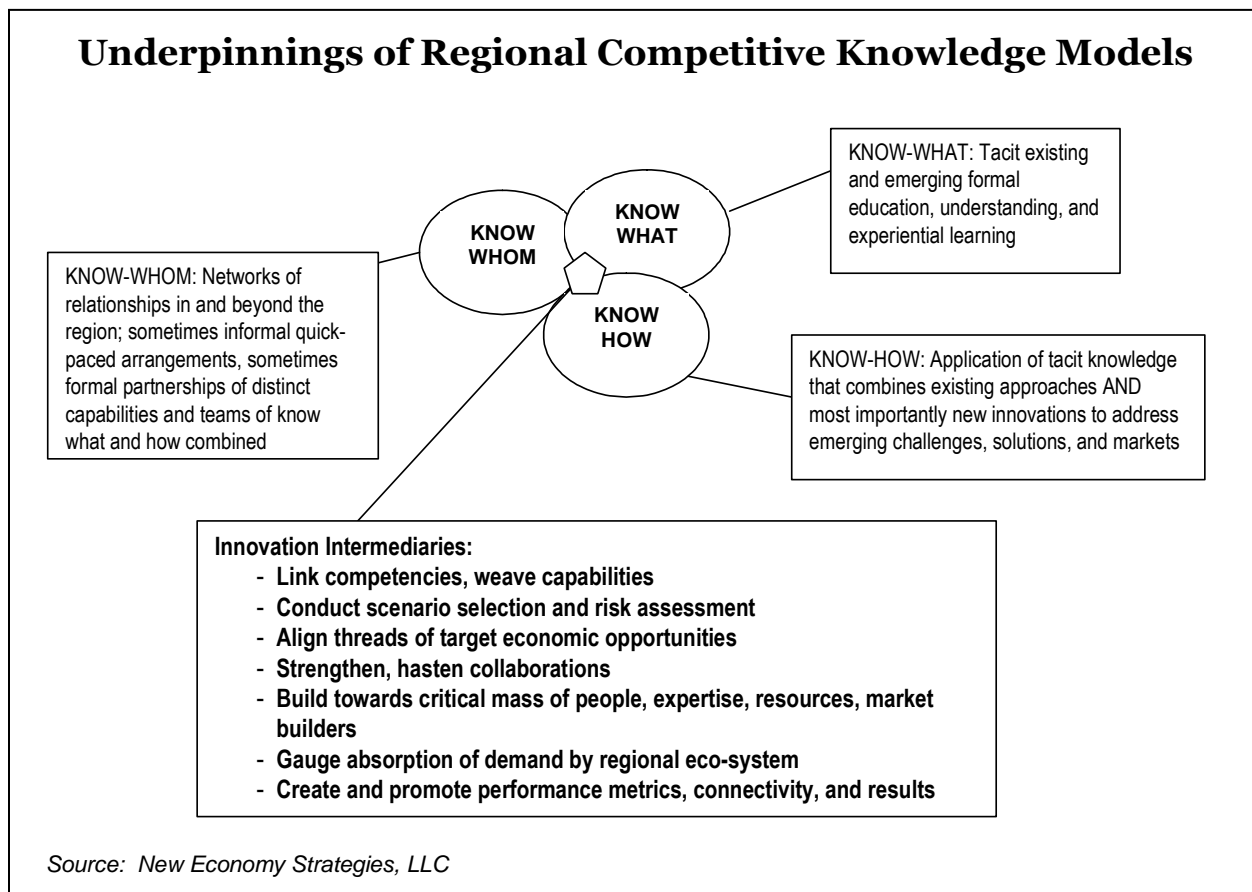 Underpinnings of Regional Competitive Knowledge Models
KNOW-WHAT: Tacit existing
and emerging formal
education, understanding, and
experiential learning
KNOW
WHAT
KNOW
WHOM
KNOW-WHOM: Networks of
relationships in and beyond the
region; sometimes informal quick-
paced arrangements, sometimes
formal partnerships of distinct
capabilities and teams of know
what and how combined
KNOW
HOW
KNOW-HOW: Application of tacit knowledge
that combines existing approaches AND
most importantly new innovations to address
emerging challenges, solutions, and markets
Innovation Intermediaries:
- Link competencies, weave capabilities
- Conduct scenario selection and risk assessment
- Align threads of target economic opportunities
- Strengthen, hasten collaborations
- Build towards critical mass of people, expertise, resources, market
builders
- Gauge absorption of demand by regional eco-system
- Create and promote performance metrics, connectivity, and results
Source: New Economy Strategies, LLC